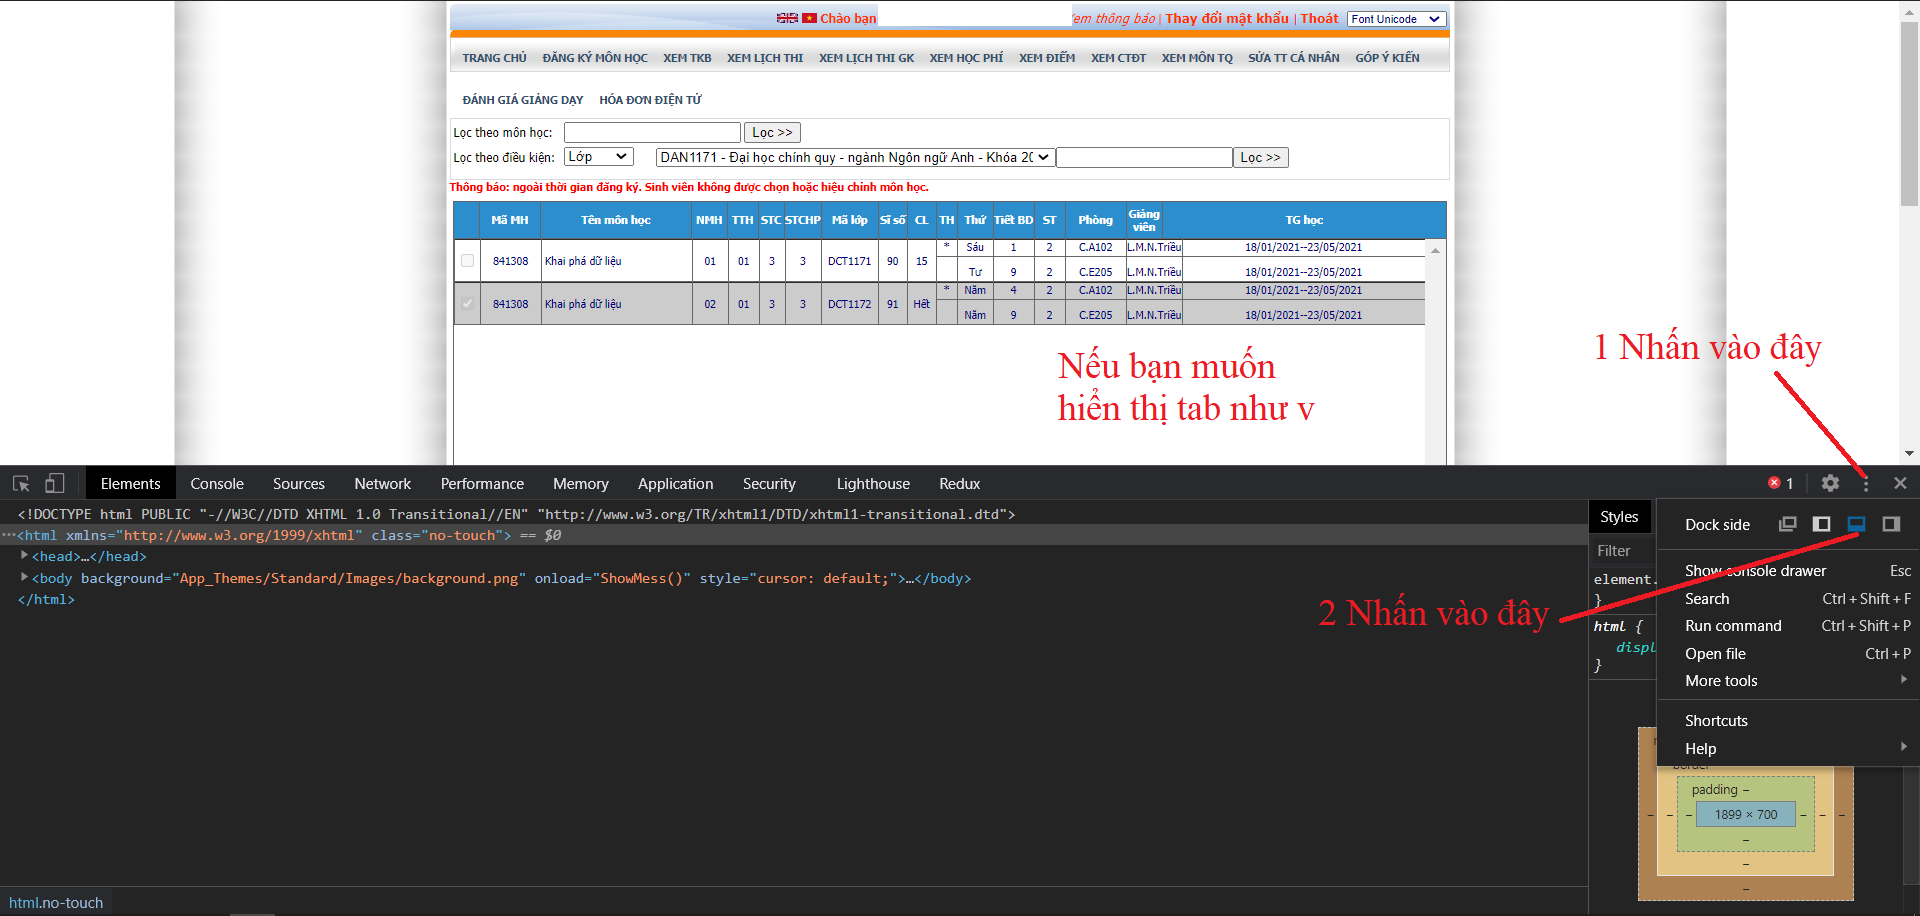 Chào bạn
Xem thông báo | Thay đổi mật khẩu | Thoát
Font Unicode
TRANG CHỦ ĐĂNG KÝ MÔN HỌC XEM TKB XEM LỊCH THI XEM LỊCH THI GK XEM HỌC PHÍ XEM ĐIỂM XEM CTĐT XEM MÔN TQ SỬA TT CÁ NHÂN GÓP Ý KIẾN
ĐÁNH GIÁ GIẢNG DẠY HÓA ĐƠN ĐIỆN TỬ
Lọc theo môn học: Lọc >>
Lọc theo điều kiện: Lớp DAN1171 - Đại học chính quy - ngành Ngôn ngữ Anh - Khóa 20 Lọc >>
Thông báo: ngoài thời gian đăng ký. Sinh viên không được chọn hoặc hiệu chỉnh môn học.
Mã MH Tên môn học NMH TTH STC STCHP Mã lớp Sĩ số CL TH Thứ Tiết BD ST Phòng Giảng viên TG học
841308 Khai phá dữ liệu 01 01 3 3 DCT1171 90 15 * Sáu 1 2 C.A102 L.M.N.Triều 18/01/2021--23/05/2021
Tư 9 2 C.E205 L.M.N.Triều 18/01/2021--23/05/2021
841308 Khai phá dữ liệu 02 01 3 3 DCT1172 91 Hết * Năm 4 2 C.A102 L.M.N.Triều 18/01/2021--23/05/2021
Năm 9 2 C.E205 L.M.N.Triều 18/01/2021--23/05/2021
1 Nhấn vào đây
Nếu bạn muốn
hiển thị tab như v
Elements Console Sources Network Performance Memory Application Security Lighthouse Redux 1
<!DOCTYPE html PUBLIC "-//W3C//DTD XHTML 1.0 Transitional//EN" "http://www.w3.org/TR/xhtml1/DTD/xhtml1-transitional.dtd">
···<html xmlns="http://www.w3.org/1999/xhtml" class="no-touch"> == $0
<head>…</head>
<body background="App_Themes/Standard/Images/background.png" onload="ShowMess()" style="cursor: default;">…</body>
</html>
2 Nhấn vào đây
Styles
Filter
element.
}
html {
displ
}
Dock side
Show console drawer Esc
Search Ctrl + Shift + F
Run command Ctrl + Shift + P
Open file Ctrl + P
More tools
Shortcuts
Help
border
padding –
– – – 1899 × 700 – – –
–
–
–
html.no-touch